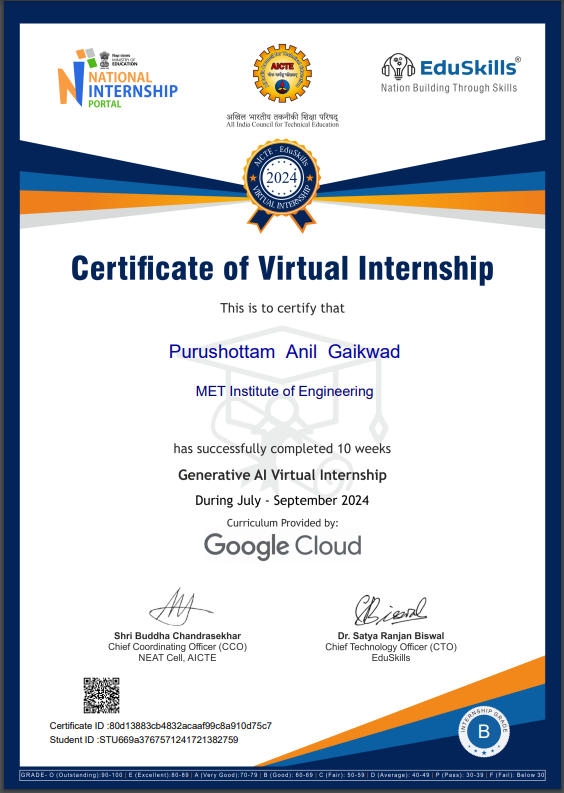 शिक्षा मंत्रालय
MINISTRY OF
EDUCATION
NATIONAL
INTERNSHIP
PORTAL
AICTE
अखिल भारतीय तकनीकी शिक्षा परिषद्
All India Council for Technical Education
EduSkills®
Nation Building Through Skills
AICTE - EduSkills
2024
VIRTUAL INTERNSHIP
Certificate of Virtual Internship
This is to certify that
Purushottam Anil Gaikwad
MET Institute of Engineering
has successfully completed 10 weeks
Generative AI Virtual Internship
During July - September 2024
Curriculum Provided by:
Google Cloud
Shri Buddha Chandrasekhar
Chief Coordinating Officer (CCO)
NEAT Cell, AICTE
Dr. Satya Ranjan Biswal
Chief Technology Officer (CTO)
EduSkills
Certificate ID :80d13883cb4832acaaf99c8a910d75c7
Student ID :STU669a3767571241721382759
INTERNSHIP GRADE
B
GRADE- O (Outstanding):90-100 | E (Excellent):80-89 | A (Very Good):70-79 | B (Good): 60-69 | C (Fair): 50-59 | D (Average): 40-49 | P (Pass): 30-39 | F (Fail): Below 30